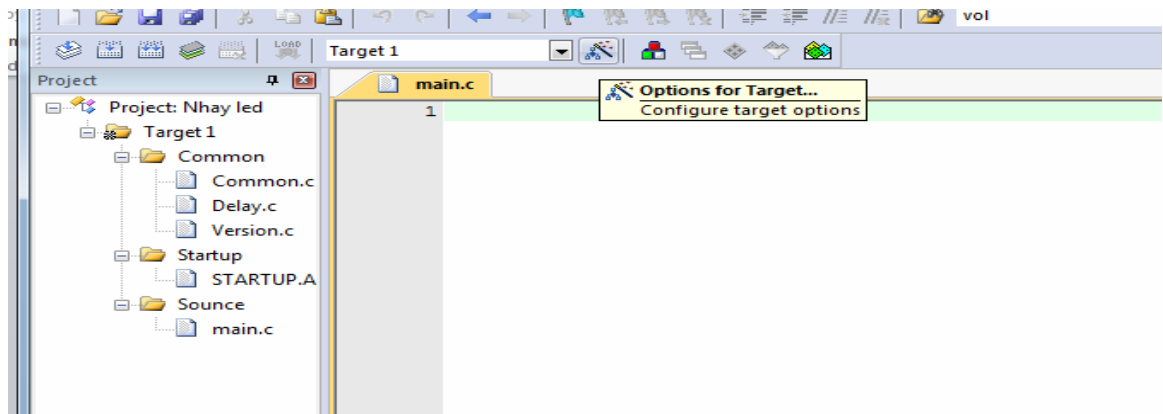 vol
LOAD
Target 1
Project
main.c
Options for Target...
Configure target options
1
Project: Nhay led
Target 1
Common
Common.c
Delay.c
Version.c
Startup
STARTUP.A
Sounce
main.c